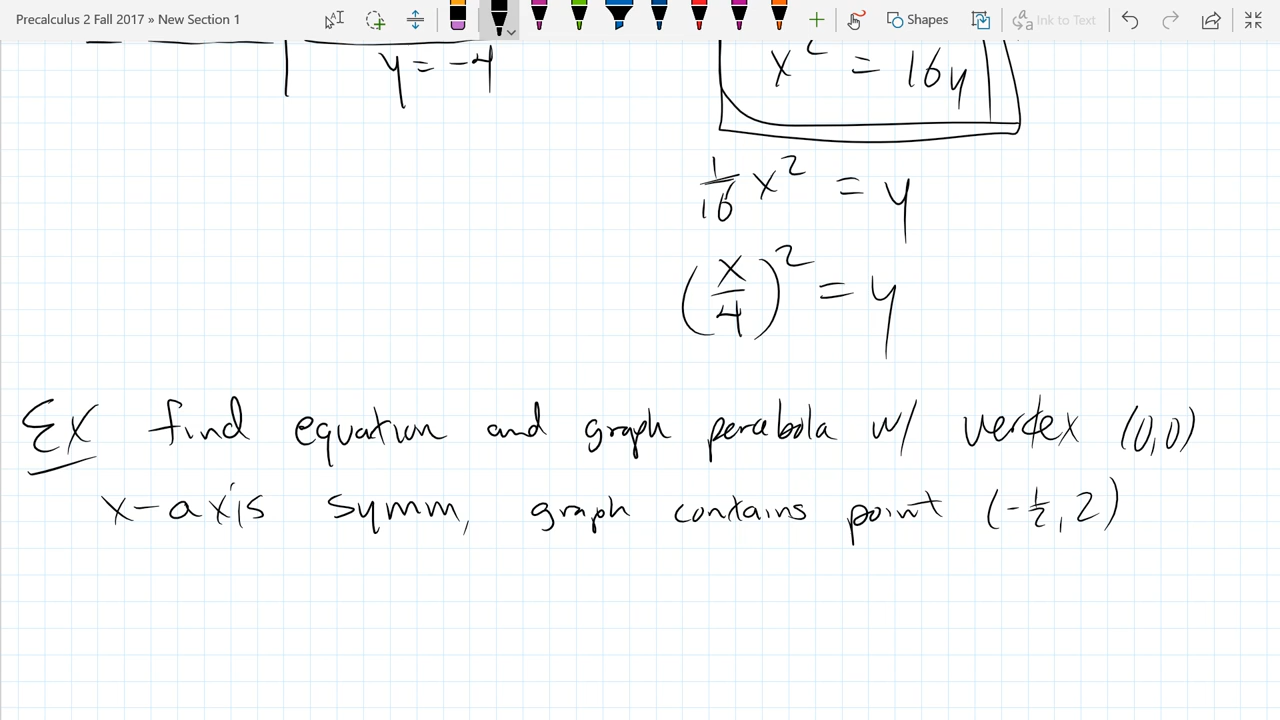 Precalculus 2 Fall 2017 » New Section 1
Shapes
Ink to Text
y = -4
x² = 16y
1/16 x² = y
(x/4)² = y
Ex find equation and graph perabola w/ vertex (0,0)
x-axis symm, graph contains point (-1/2, 2)